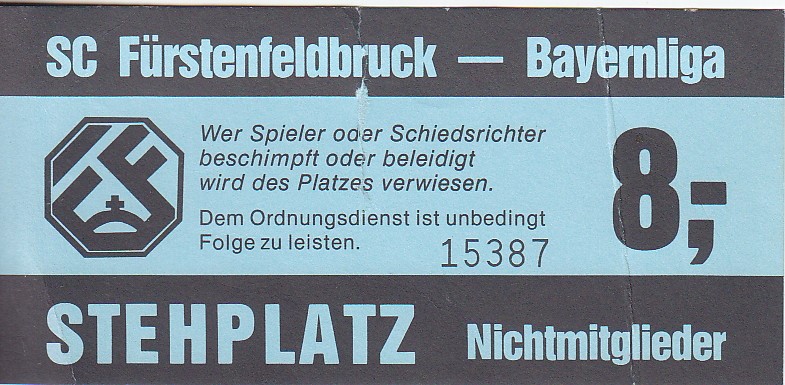 SC Fürstenfeldbruck — Bayernliga
Wer Spieler oder Schiedsrichter
beschimpft oder beleidigt
wird des Platzes verwiesen.
Dem Ordnungsdienst ist unbedingt
Folge zu leisten.
15387
8,-
STEHPLATZ Nichtmitglieder